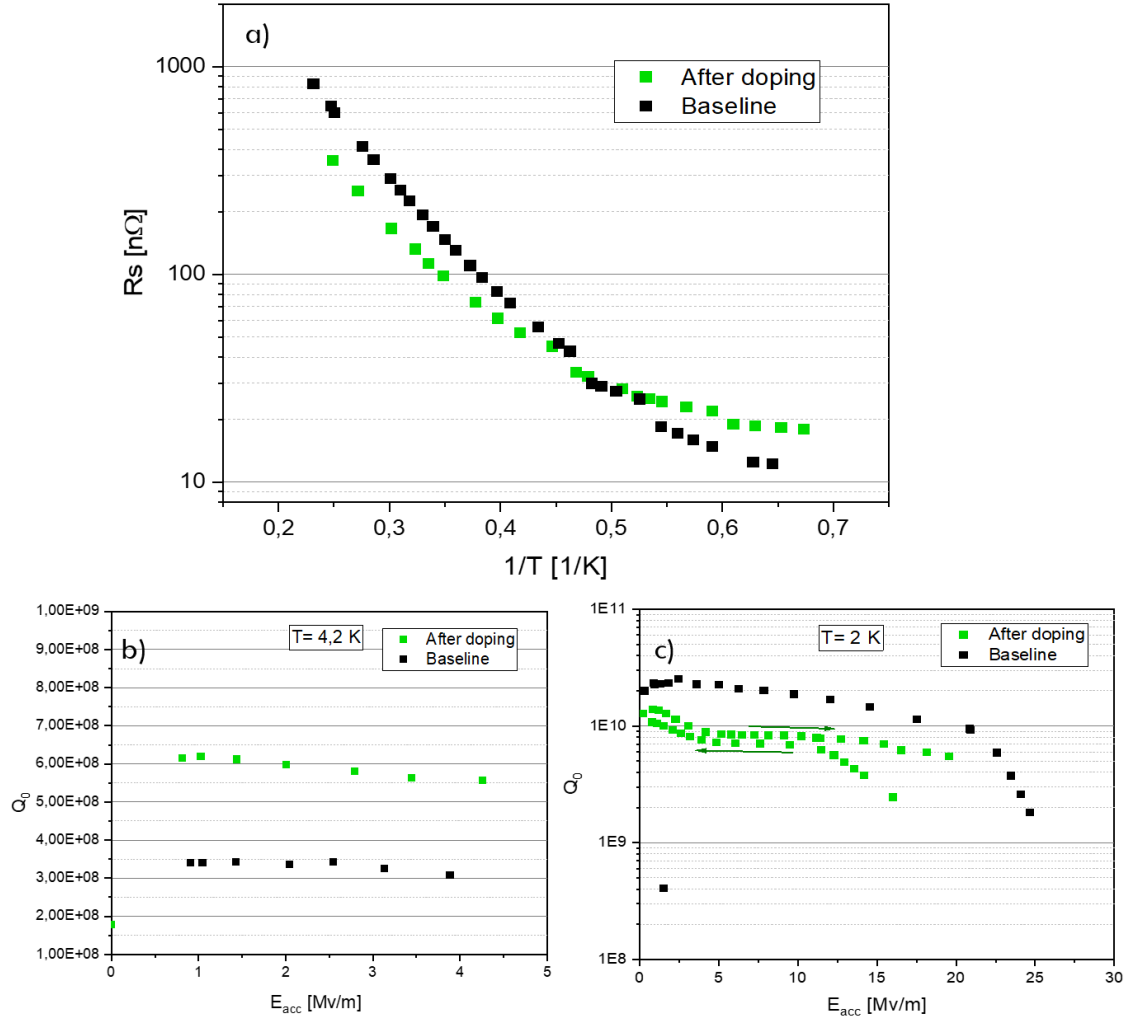 a)
After doping
Baseline
1000
100
10
Rs [nΩ]
0,2 0,3 0,4 0,5 0,6 0,7
1/T [1/K]
b)
T= 4,2 K
After doping
Baseline
1,00E+09
9,00E+08
8,00E+08
7,00E+08
6,00E+08
5,00E+08
4,00E+08
3,00E+08
2,00E+08
1,00E+08
Q0
0 1 2 3 4 5
Eacc [Mv/m]
c)
T= 2 K
After doping
Baseline
1E11
1E10
1E9
1E8
Q0
0 5 10 15 20 25 30
Eacc [Mv/m]